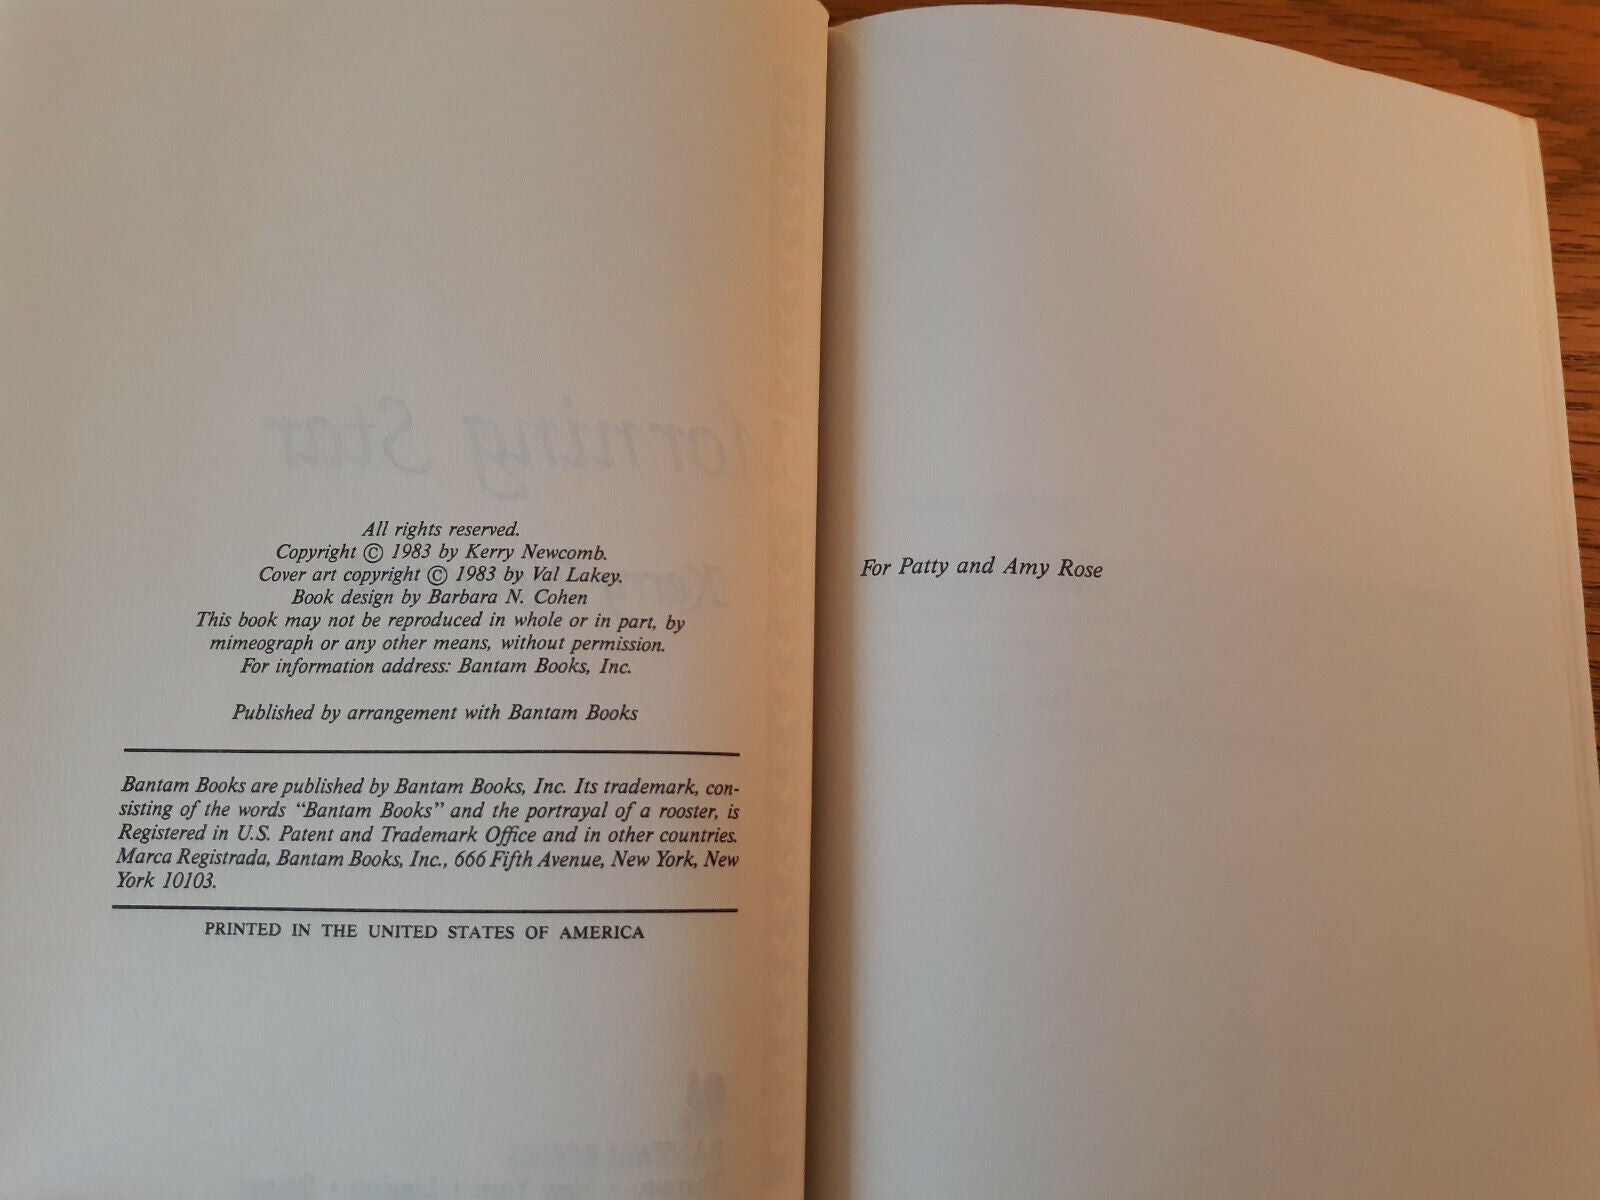 All rights reserved.
Copyright © 1983 by Kerry Newcomb.
Cover art copyright © 1983 by Val Lakey.
Book design by Barbara N. Cohen
This book may not be reproduced in whole or in part, by
mimeograph or any other means, without permission.
For information address: Bantam Books, Inc.
Published by arrangement with Bantam Books
Bantam Books are published by Bantam Books, Inc. Its trademark, con-
sisting of the words “Bantam Books” and the portrayal of a rooster, is
Registered in U.S. Patent and Trademark Office and in other countries.
Marca Registrada, Bantam Books, Inc., 666 Fifth Avenue, New York, New
York 10103.
PRINTED IN THE UNITED STATES OF AMERICA
For Patty and Amy Rose